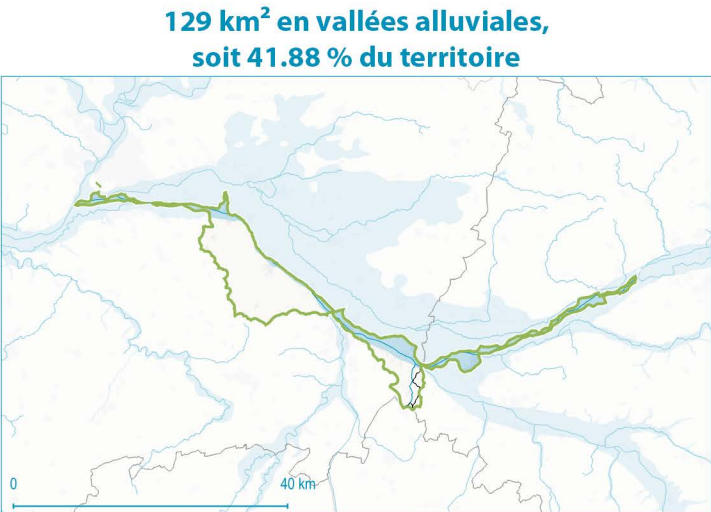 129 km² en vallées alluviales,
soit 41.88 % du territoire
0 40 km